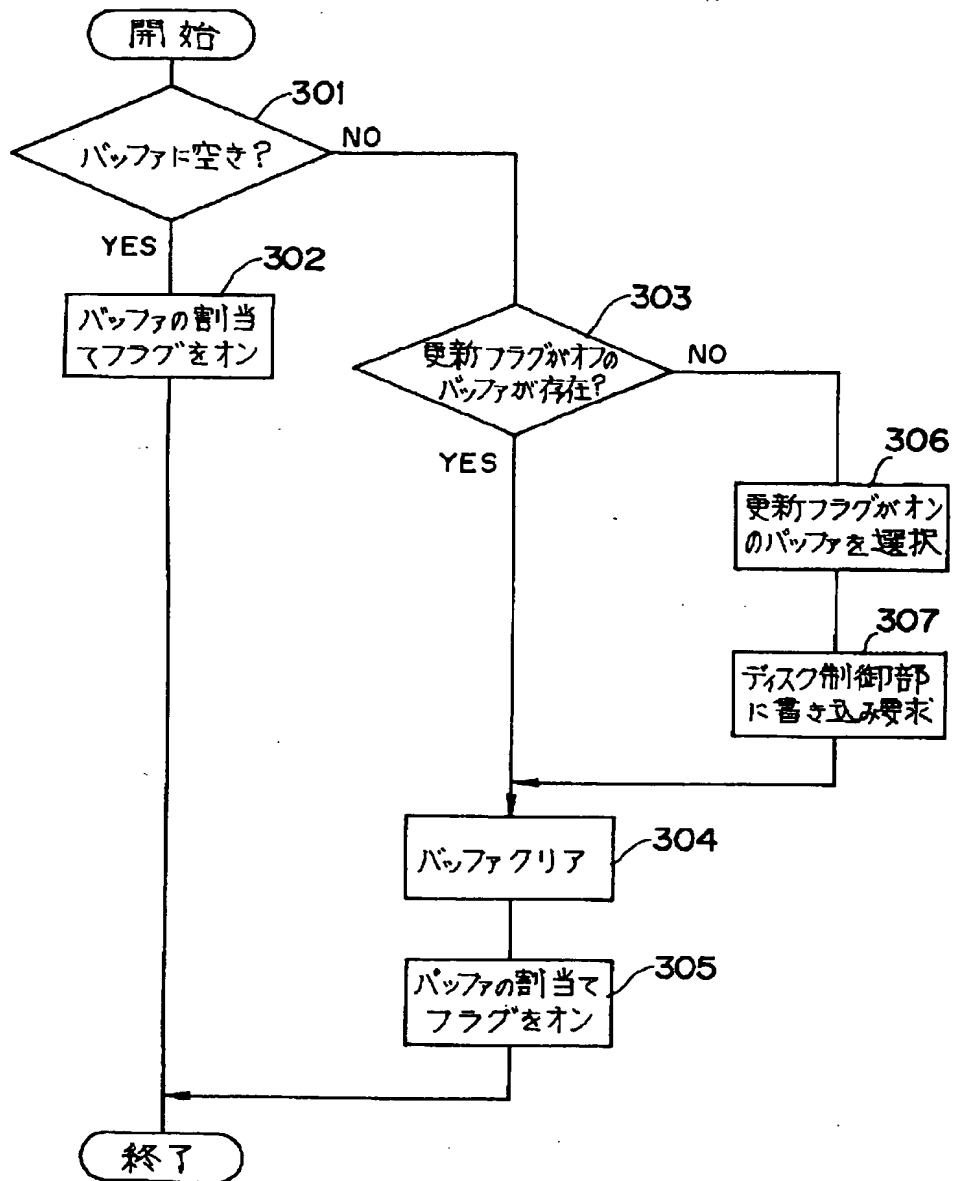 開始
301
バッファに空き?
NO
YES
302
バッファの割当
てフラグをオン
303
更新フラグがオフの
バッファが存在?
NO
YES
306
更新フラグがオン
のバッファを選択
307
ディスク制御部
に書き込み要求
バッファクリア
304
バッファの割当て
フラグをオン
305
終了